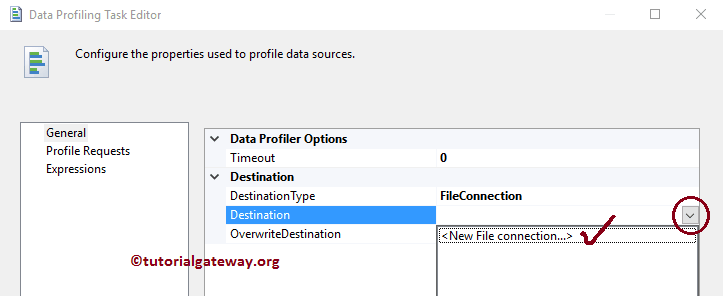 Data Profiling Task Editor
Configure the properties used to profile data sources.
General
Profile Requests
Expressions
Data Profiler Options
Timeout 0
Destination
DestinationType FileConnection
Destination
OverwriteDestination
<New File connection...>
©tutorialgateway.org